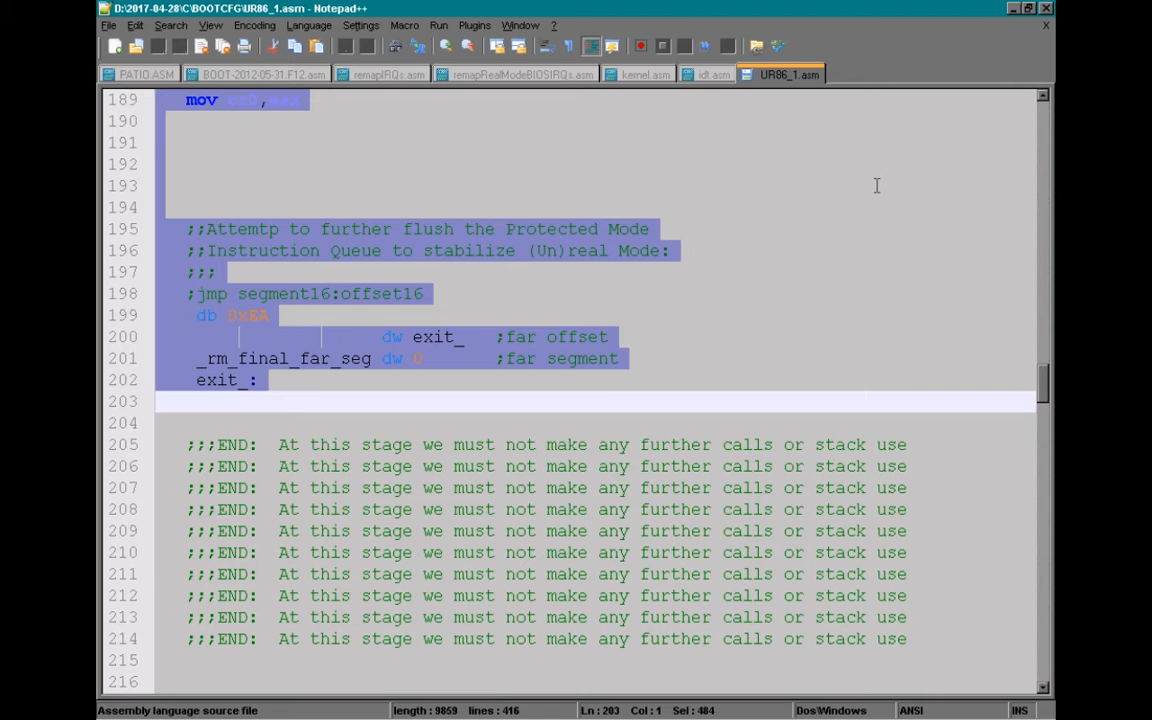 D:\2017-04-28\C\BOOTCFG\UR86_1.asm - Notepad++
File Edit Search View Encoding Language Settings Macro Run Plugins Window ? X
PATIO.ASM BOOT-2012-05-31.F12.asm remapIRQs.asm remapRealModeBIOSIRQs.asm kernel.asm idt.asm UR86_1.asm
189 mov cr0,eax
190
191
192
193
194
195 ;;Attemtp to further flush the Protected Mode
196 ;;Instruction Queue to stabilize (Un)real Mode:
197 ;;;
198 ;jmp segment16:offset16
199 db 0xEA
200 dw exit_ ;far offset
201 _rm_final_far_seg dw 0 ;far segment
202 exit_:
203
204
205 ;;;END: At this stage we must not make any further calls or stack use
206 ;;;END: At this stage we must not make any further calls or stack use
207 ;;;END: At this stage we must not make any further calls or stack use
208 ;;;END: At this stage we must not make any further calls or stack use
209 ;;;END: At this stage we must not make any further calls or stack use
210 ;;;END: At this stage we must not make any further calls or stack use
211 ;;;END: At this stage we must not make any further calls or stack use
212 ;;;END: At this stage we must not make any further calls or stack use
213 ;;;END: At this stage we must not make any further calls or stack use
214 ;;;END: At this stage we must not make any further calls or stack use
215
216
Assembly language source file length : 9859 lines : 416 Ln : 203 Col : 1 Sel : 484 Dos\Windows ANSI INS